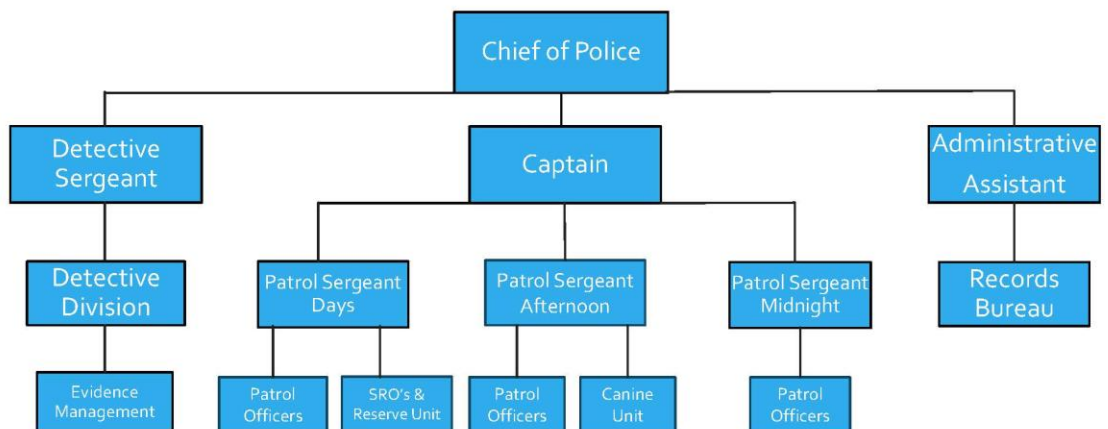 Chief of Police
Detective
Sergeant
Captain
Administrative
Assistant
Detective
Division
Patrol Sergeant
Days
Patrol Sergeant
Afternoon
Patrol Sergeant
Midnight
Records
Bureau
Evidence
Management
Patrol
Officers
SRO's &
Reserve Unit
Patrol
Officers
Canine
Unit
Patrol
Officers